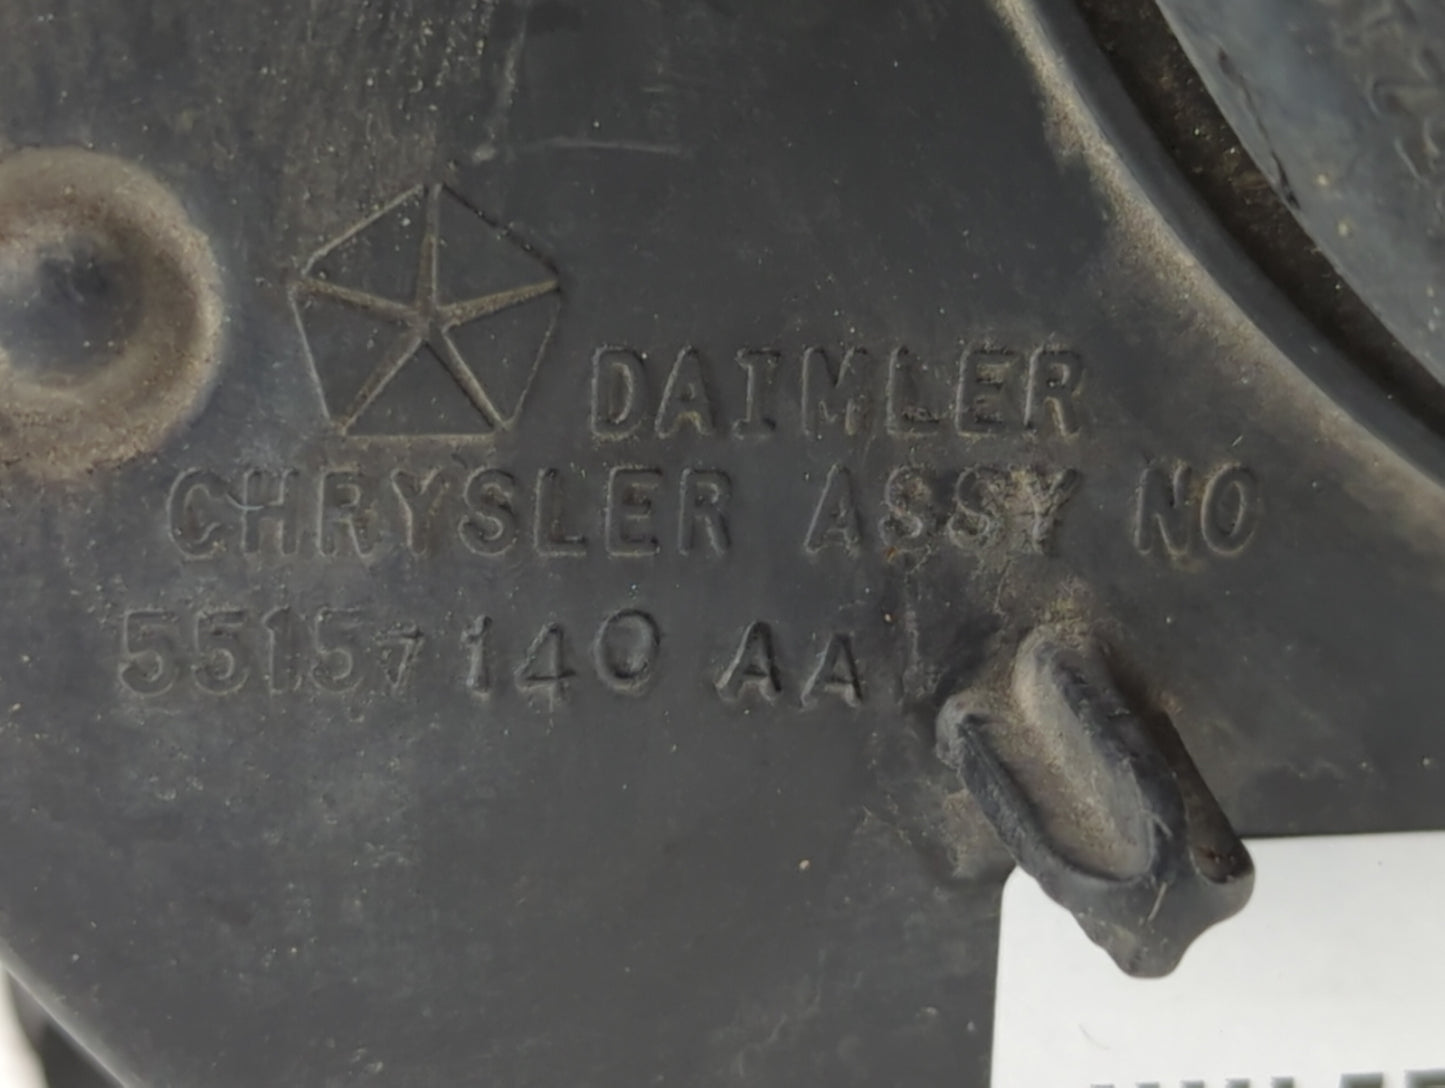 DAIMLER
CHRYSLER ASSY NO
55157140 AA